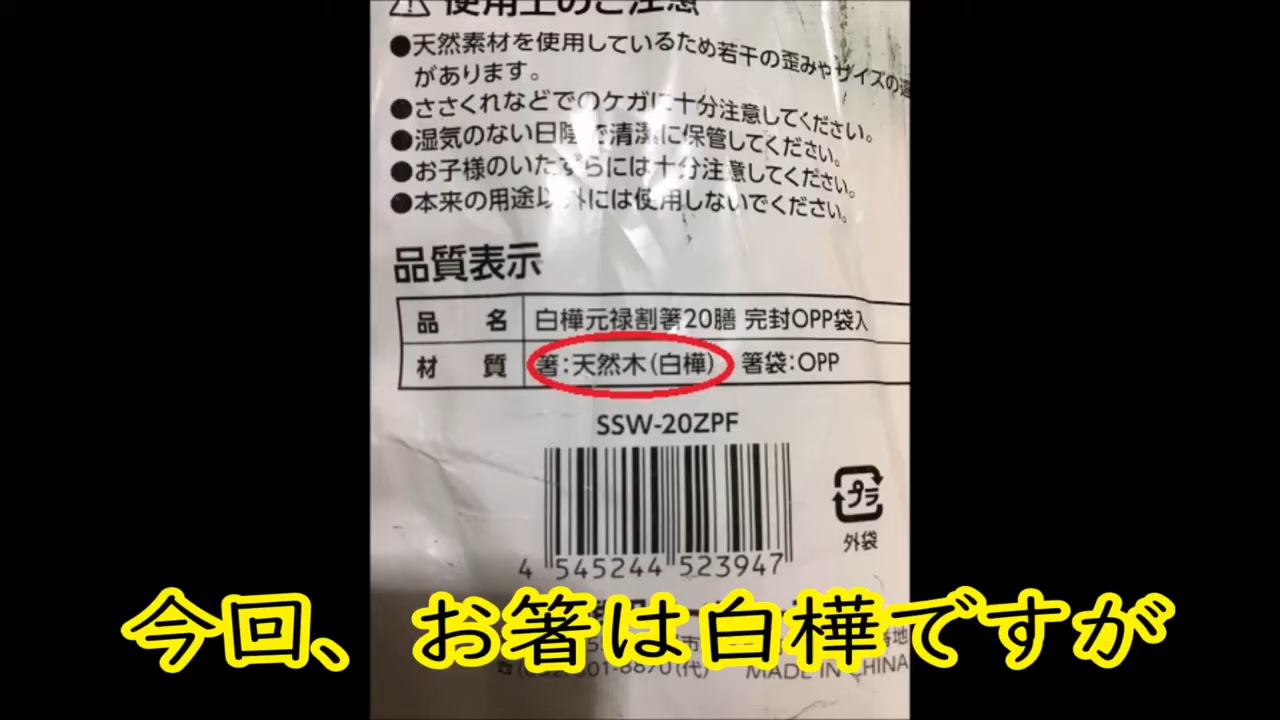 使用上のご注意
●天然素材を使用しているため若干の歪みやサイズの違
があります。
●ささくれなどでのケガに十分注意してください。
●湿気のない日陰で清潔に保管してください。
●お子様のいたずらには十分注意してください。
●本来の用途以外には使用しないでください。
品質表示
品名 白樺元禄割箸20膳 完封OPP袋入
材質 箸:天然木(白樺) 箸袋:OPP
SSW-20ZPF
プラ
外袋
4 545244 523947
今回、お箸は白樺ですが
MADE IN CHINA